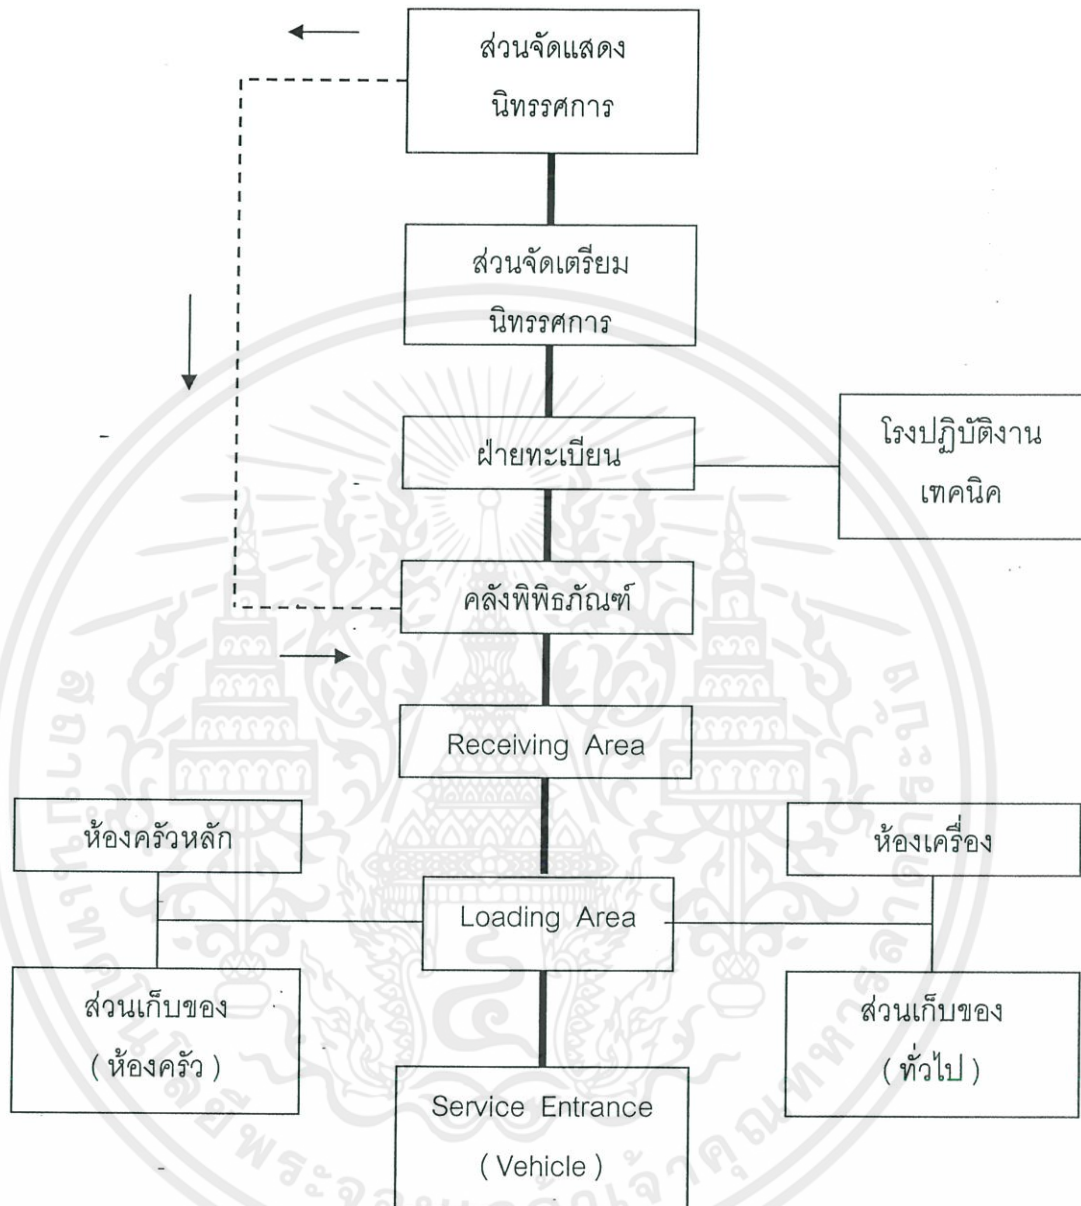 ส่วนจัดแสดง
นิทรรศการ
ส่วนจัดเตรียม
นิทรรศการ
ฝ่ายทะเบียน
โรงปฏิบัติงาน
เทคนิค
คลังพิพิธภัณฑ์
Receiving Area
ห้องครัวหลัก
ห้องเครื่อง
Loading Area
ส่วนเก็บของ
( ห้องครัว )
ส่วนเก็บของ
( ทั่วไป )
Service Entrance
( Vehicle )